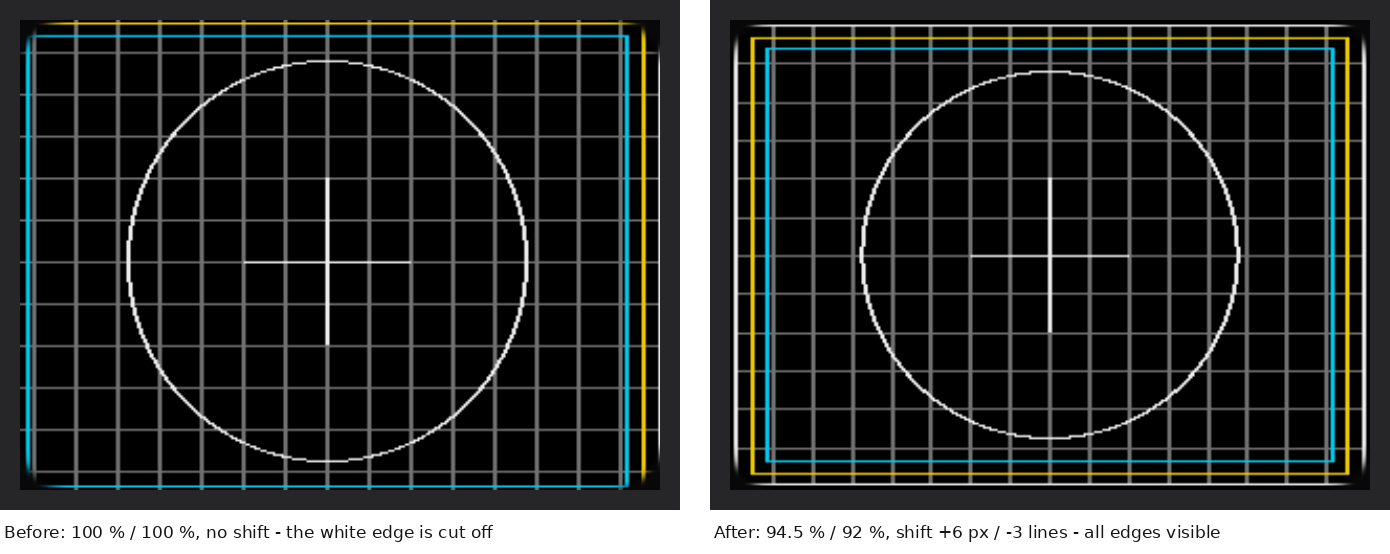 Before: 100 % / 100 %, no shift - the white edge is cut off
After: 94.5 % / 92 %, shift +6 px / -3 lines - all edges visible